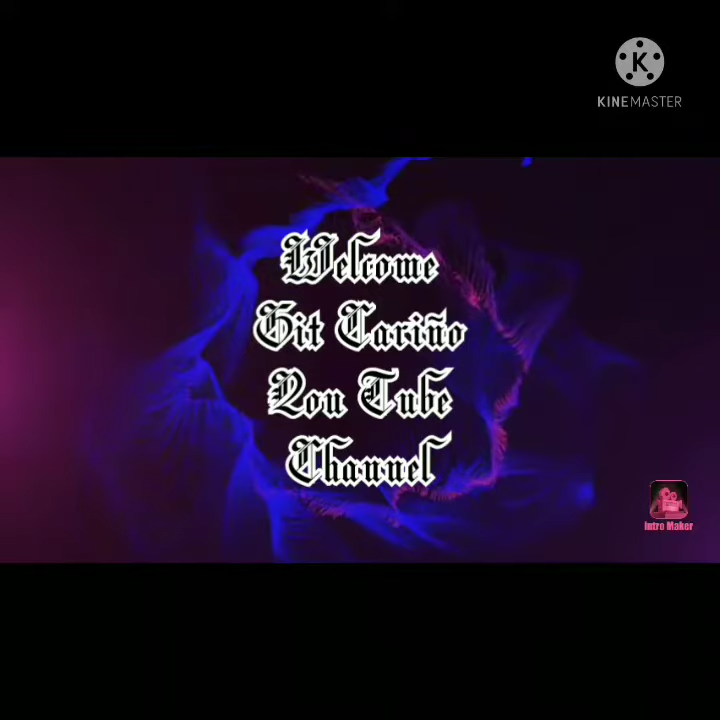 K
KINEMASTER
Welcome
Git Cariño
You Tube
Channel
Intro Maker